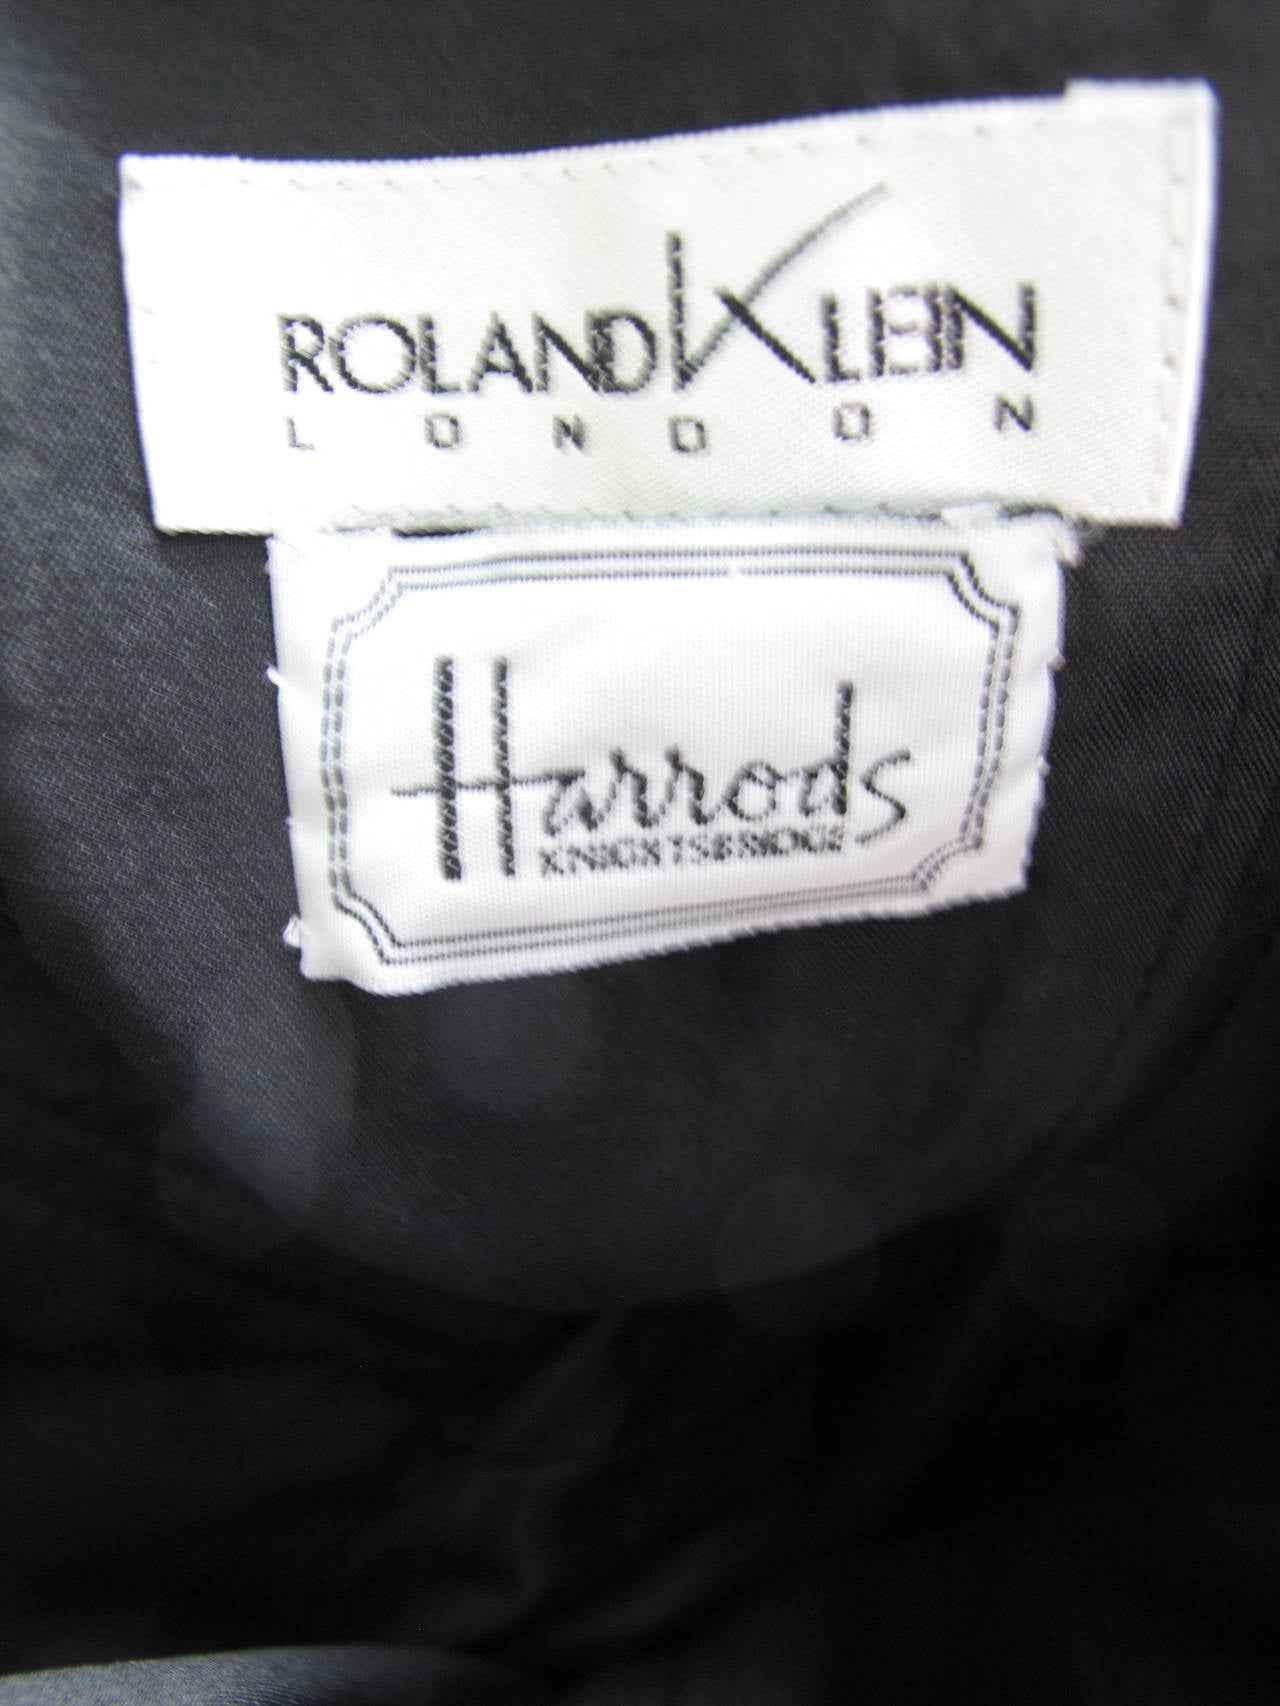 ROLAND KLEIN
LONDON
Harrods
KNIGHTSBRIDGE